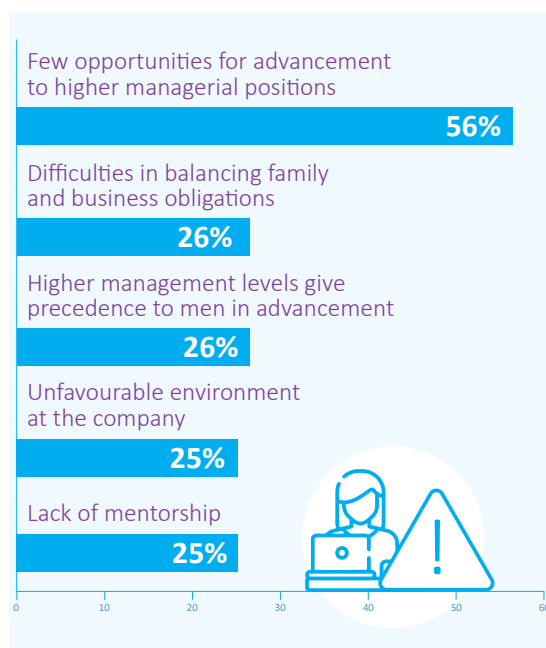 Few opportunities for advancement
to higher managerial positions
56%
Difficulties in balancing family
and business obligations
26%
Higher management levels give
precedence to men in advancement
26%
Unfavourable environment
at the company
25%
Lack of mentorship
25%
!
0 10 20 30 40 50 60